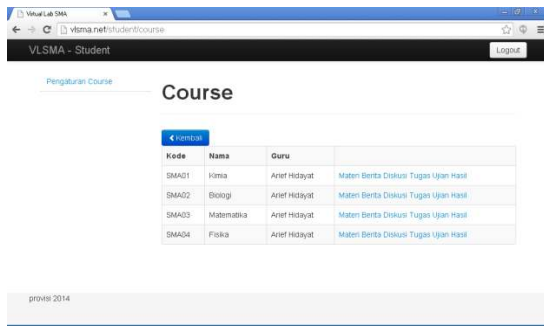 Virtual Lab SMA
vlsma.net/student/course
VLSMA - Student
Logout
Pengaturan Course
Course
Kembali
Kode Nama Guru
SMA01 Kimia Arief Hidayat Materi Berita Diskusi Tugas Ujian Hasil
SMA02 Biologi Arief Hidayat Materi Berita Diskusi Tugas Ujian Hasil
SMA03 Matematika Arief Hidayat Materi Berita Diskusi Tugas Ujian Hasil
SMA04 Fisika Arief Hidayat Materi Berita Diskusi Tugas Ujian Hasil
provisi 2014